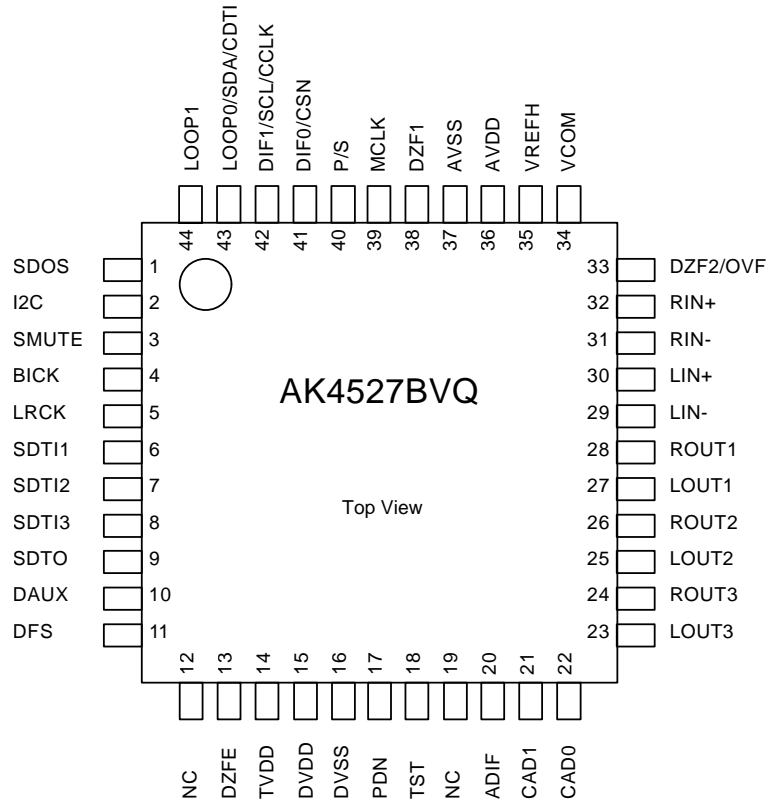 LOOP1
LOOP0/SDA/CDTI
DIF1/SCL/CCLK
DIF0/CSN
P/S
MCLK
DZF1
AVSS
AVDD
VREFH
VCOM
44 43 42 41 40 39 38 37 36 35 34
SDOS 1 33 DZF2/OVF
I2C 2 32 RIN+
SMUTE 3 31 RIN-
BICK 4 30 LIN+
LRCK 5 29 LIN-
SDTI1 6 28 ROUT1
SDTI2 7 27 LOUT1
SDTI3 8 26 ROUT2
SDTO 9 25 LOUT2
DAUX 10 24 ROUT3
DFS 11 23 LOUT3
AK4527BVQ
Top View
12 13 14 15 16 17 18 19 20 21 22
NC
DZFE
TVDD
DVDD
DVSS
PDN
TST
NC
ADIF
CAD1
CAD0